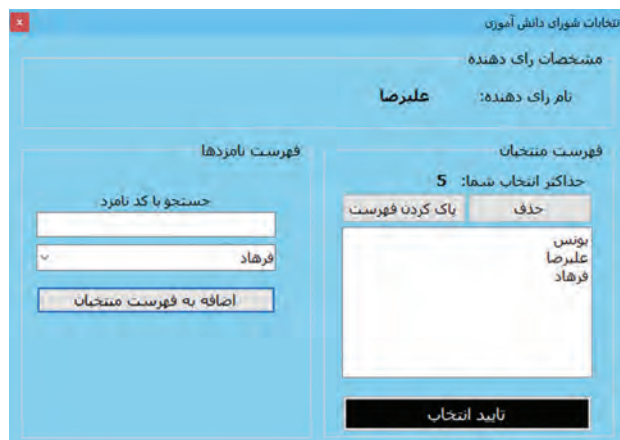 نتخابات شورای دانش آموزی
x
مشخصات رای دهنده
نام رای دهنده: علیرضا
فهرست منتخبان
حداکثر انتخاب شما: 5
حذف
پاک کردن فهرست
یونس
علیرضا
فرهاد
تایید انتخاب
فهرست نامزدها
جستجو با کد نامزد
فرهاد
اضافه به فهرست منتخبان